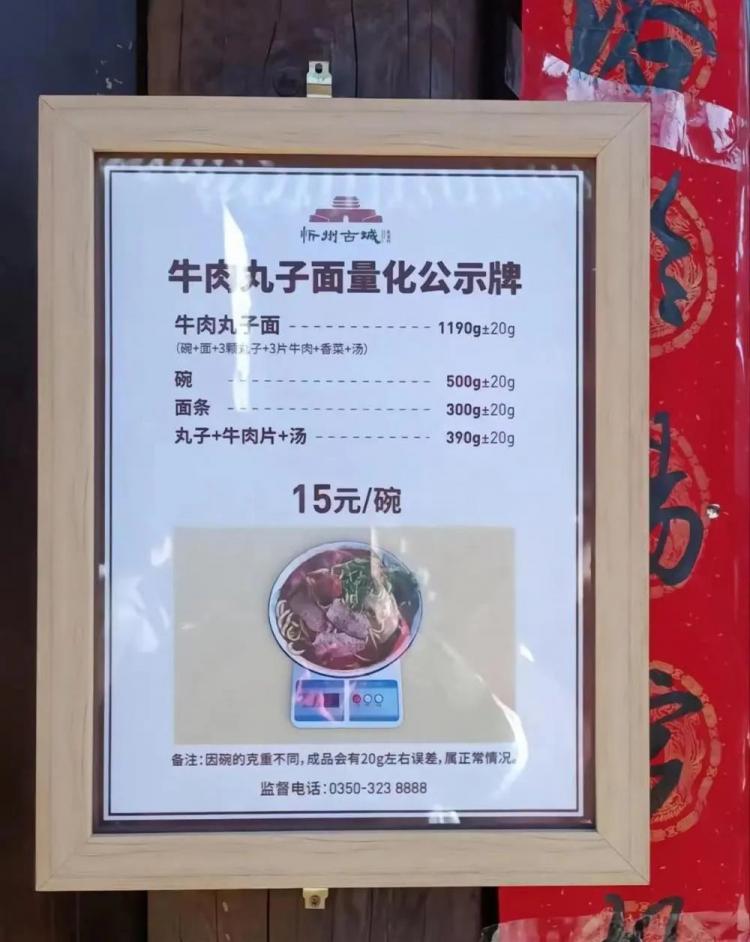 忻州古城
牛肉丸子面量化公示牌
牛肉丸子面 1190g±20g
(碗+面+3颗丸子+3片牛肉+香菜+汤)
碗 500g±20g
面条 300g±20g
丸子+牛肉片+汤 390g±20g
15元/碗
备注:因碗的克重不同,成品会有20g左右误差,属正常情况。
监督电话:0350-323 8888